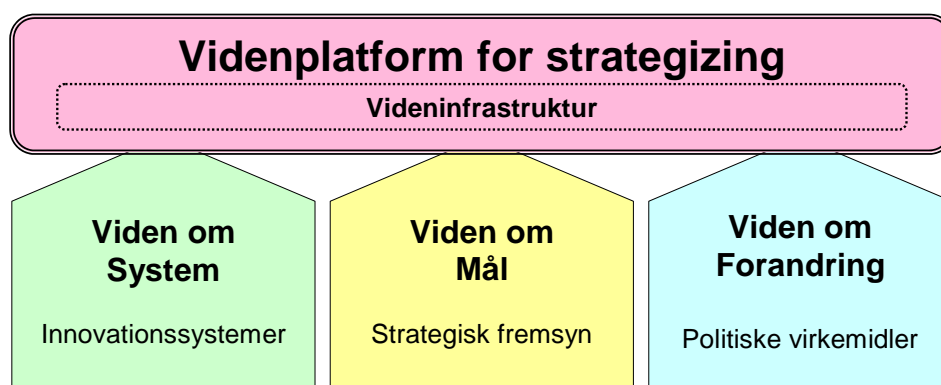 Videnplatform for strategizing
Videninfrastruktur
Viden om
System
Innovationssystemer
Viden om
Mål
Strategisk fremsyn
Viden om
Forandring
Politiske virkemidler